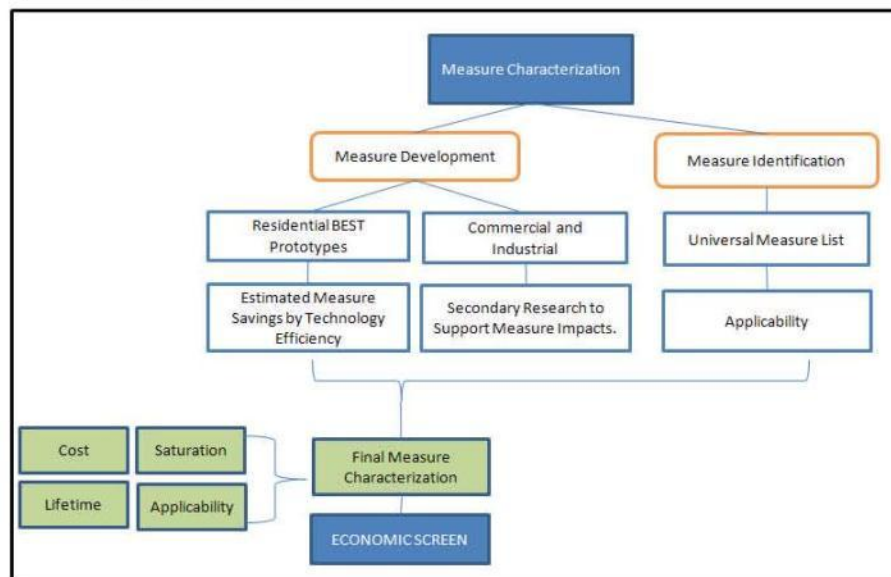 Measure Characterization
Measure Development
Measure Identification
Residential BEST
Prototypes
Commercial and
Industrial
Universal Measure List
Estimated Measure
Savings by Technology
Efficiency
Secondary Research to
Support Measure Impacts.
Applicability
Cost
Saturation
Final Measure
Characterization
Lifetime
Applicability
ECONOMIC SCREEN